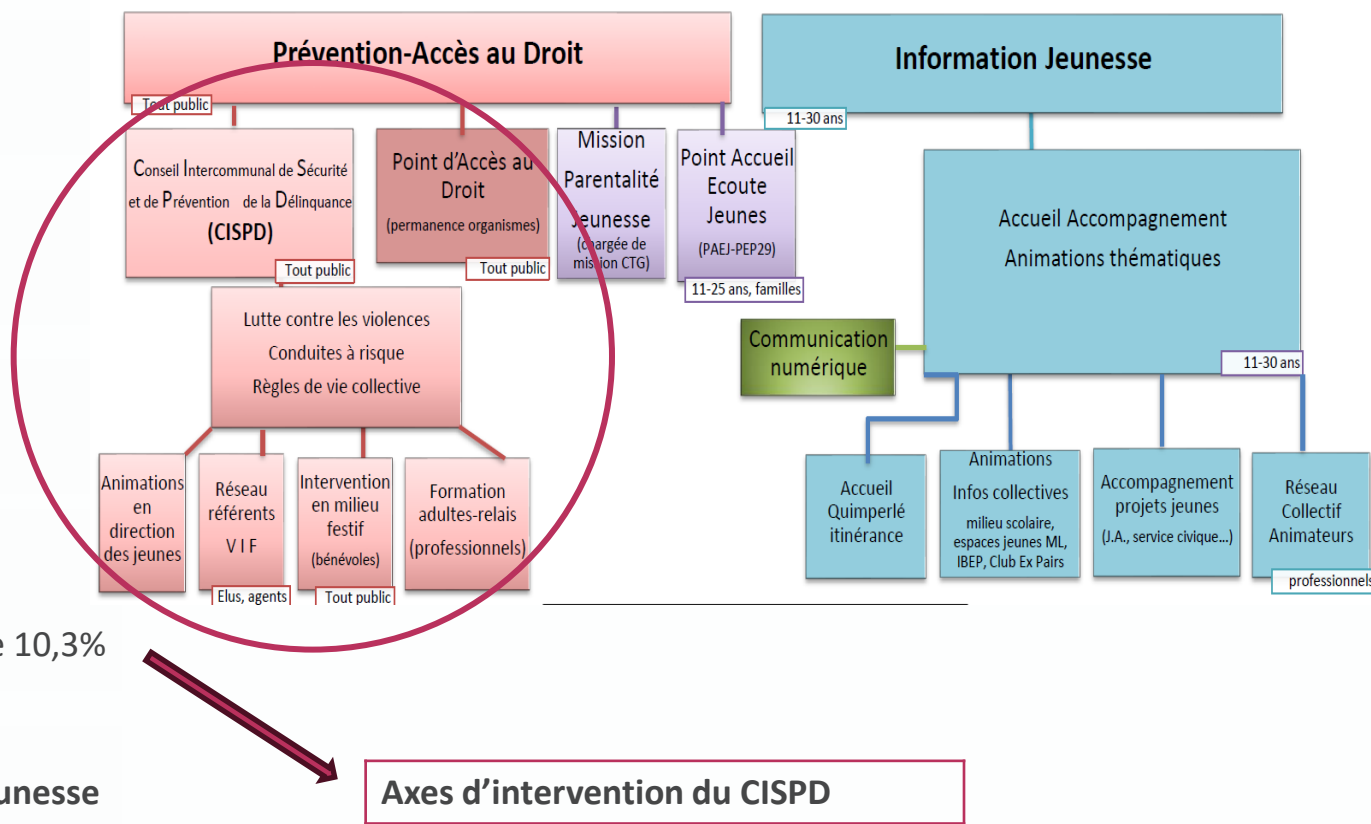 Prévention-Accès au Droit
Tout public
Conseil Intercommunal de Sécurité
et de Prévention de la Délinquance
(CISPD)
Tout public
Point d'Accès au
Droit
(permanence organismes)
Tout public
Mission
Parentalité
Jeunesse
(chargée de
mission CTG)
Point Accueil
Ecoute
Jeunes
(PAEJ-PEP29)
11-25 ans, familles
Lutte contre les violences
Conduites à risque
Règles de vie collective
Animations
en
direction
des jeunes
Réseau
référents
V I F
Elus, agents
Intervention
en milieu
festif
(bénévoles)
Tout public
Formation
adultes-relais
(professionnels)
Information Jeunesse
11-30 ans
Accueil Accompagnement
Animations thématiques
11-30 ans
Communication
numérique
Accueil
Quimperlé
itinérance
Animations
Infos collectives
milieu scolaire,
espaces jeunes ML,
IBEP, Club Ex Pairs
Accompagnement
projets jeunes
(J.A., service civique...)
Réseau
Collectif
Animateurs
professionnels
e 10,3%
unesse
Axes d'intervention du CISPD